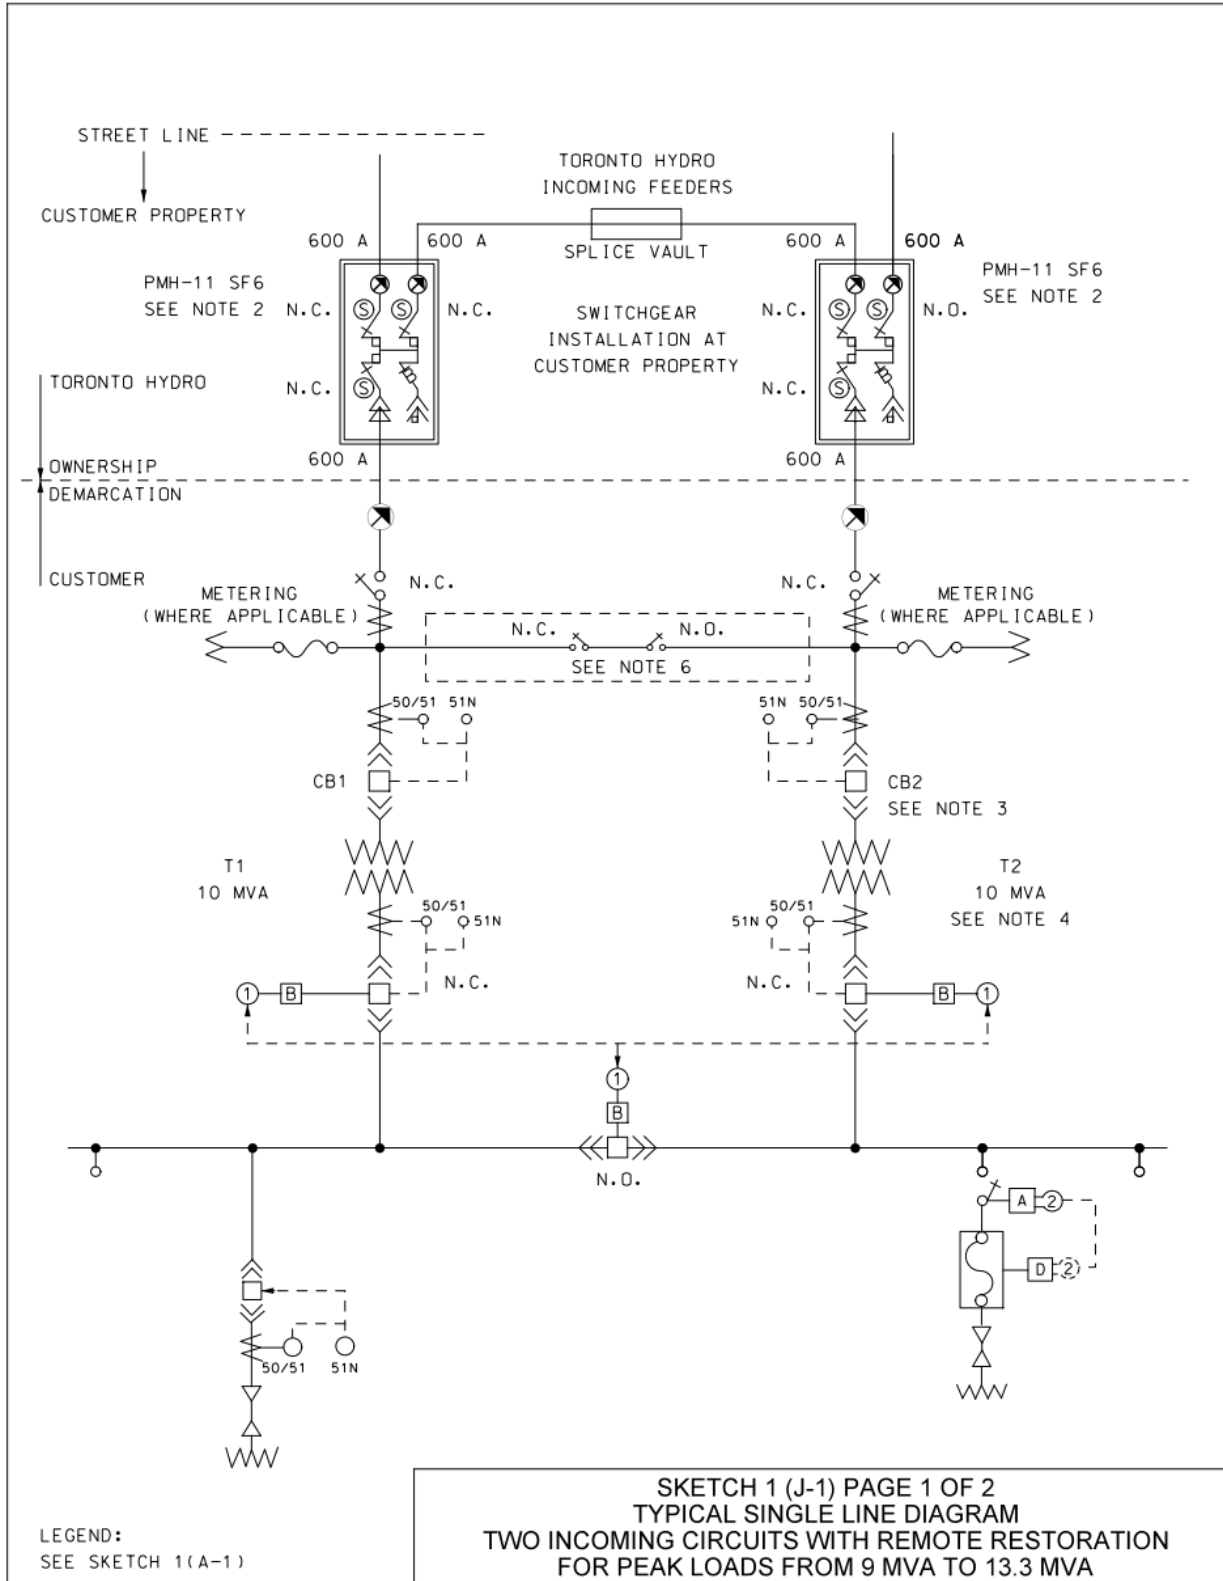 STREET LINE
CUSTOMER PROPERTY
TORONTO HYDRO
INCOMING FEEDERS
SPLICE VAULT
600 A
600 A
600 A
600 A
PMH-11 SF6
SEE NOTE 2
N.C.
S
S
N.C.
SWITCHGEAR
INSTALLATION AT
CUSTOMER PROPERTY
N.C.
S
S
N.O.
PMH-11 SF6
SEE NOTE 2
TORONTO HYDRO
N.C.
S
N.C.
S
600 A
600 A
OWNERSHIP
DEMARCATION
CUSTOMER
N.C.
N.C.
METERING
(WHERE APPLICABLE)
METERING
(WHERE APPLICABLE)
N.C.
N.O.
SEE NOTE 6
50/51
51N
51N
50/51
CB1
CB2
SEE NOTE 3
T1
10 MVA
T2
10 MVA
SEE NOTE 4
50/51
51N
51N
50/51
N.C.
N.C.
1
B
B
1
1
B
N.O.
A
2
D
2
50/51
51N
LEGEND:
SEE SKETCH 1(A-1)
SKETCH 1 (J-1) PAGE 1 OF 2
TYPICAL SINGLE LINE DIAGRAM
TWO INCOMING CIRCUITS WITH REMOTE RESTORATION
FOR PEAK LOADS FROM 9 MVA TO 13.3 MVA